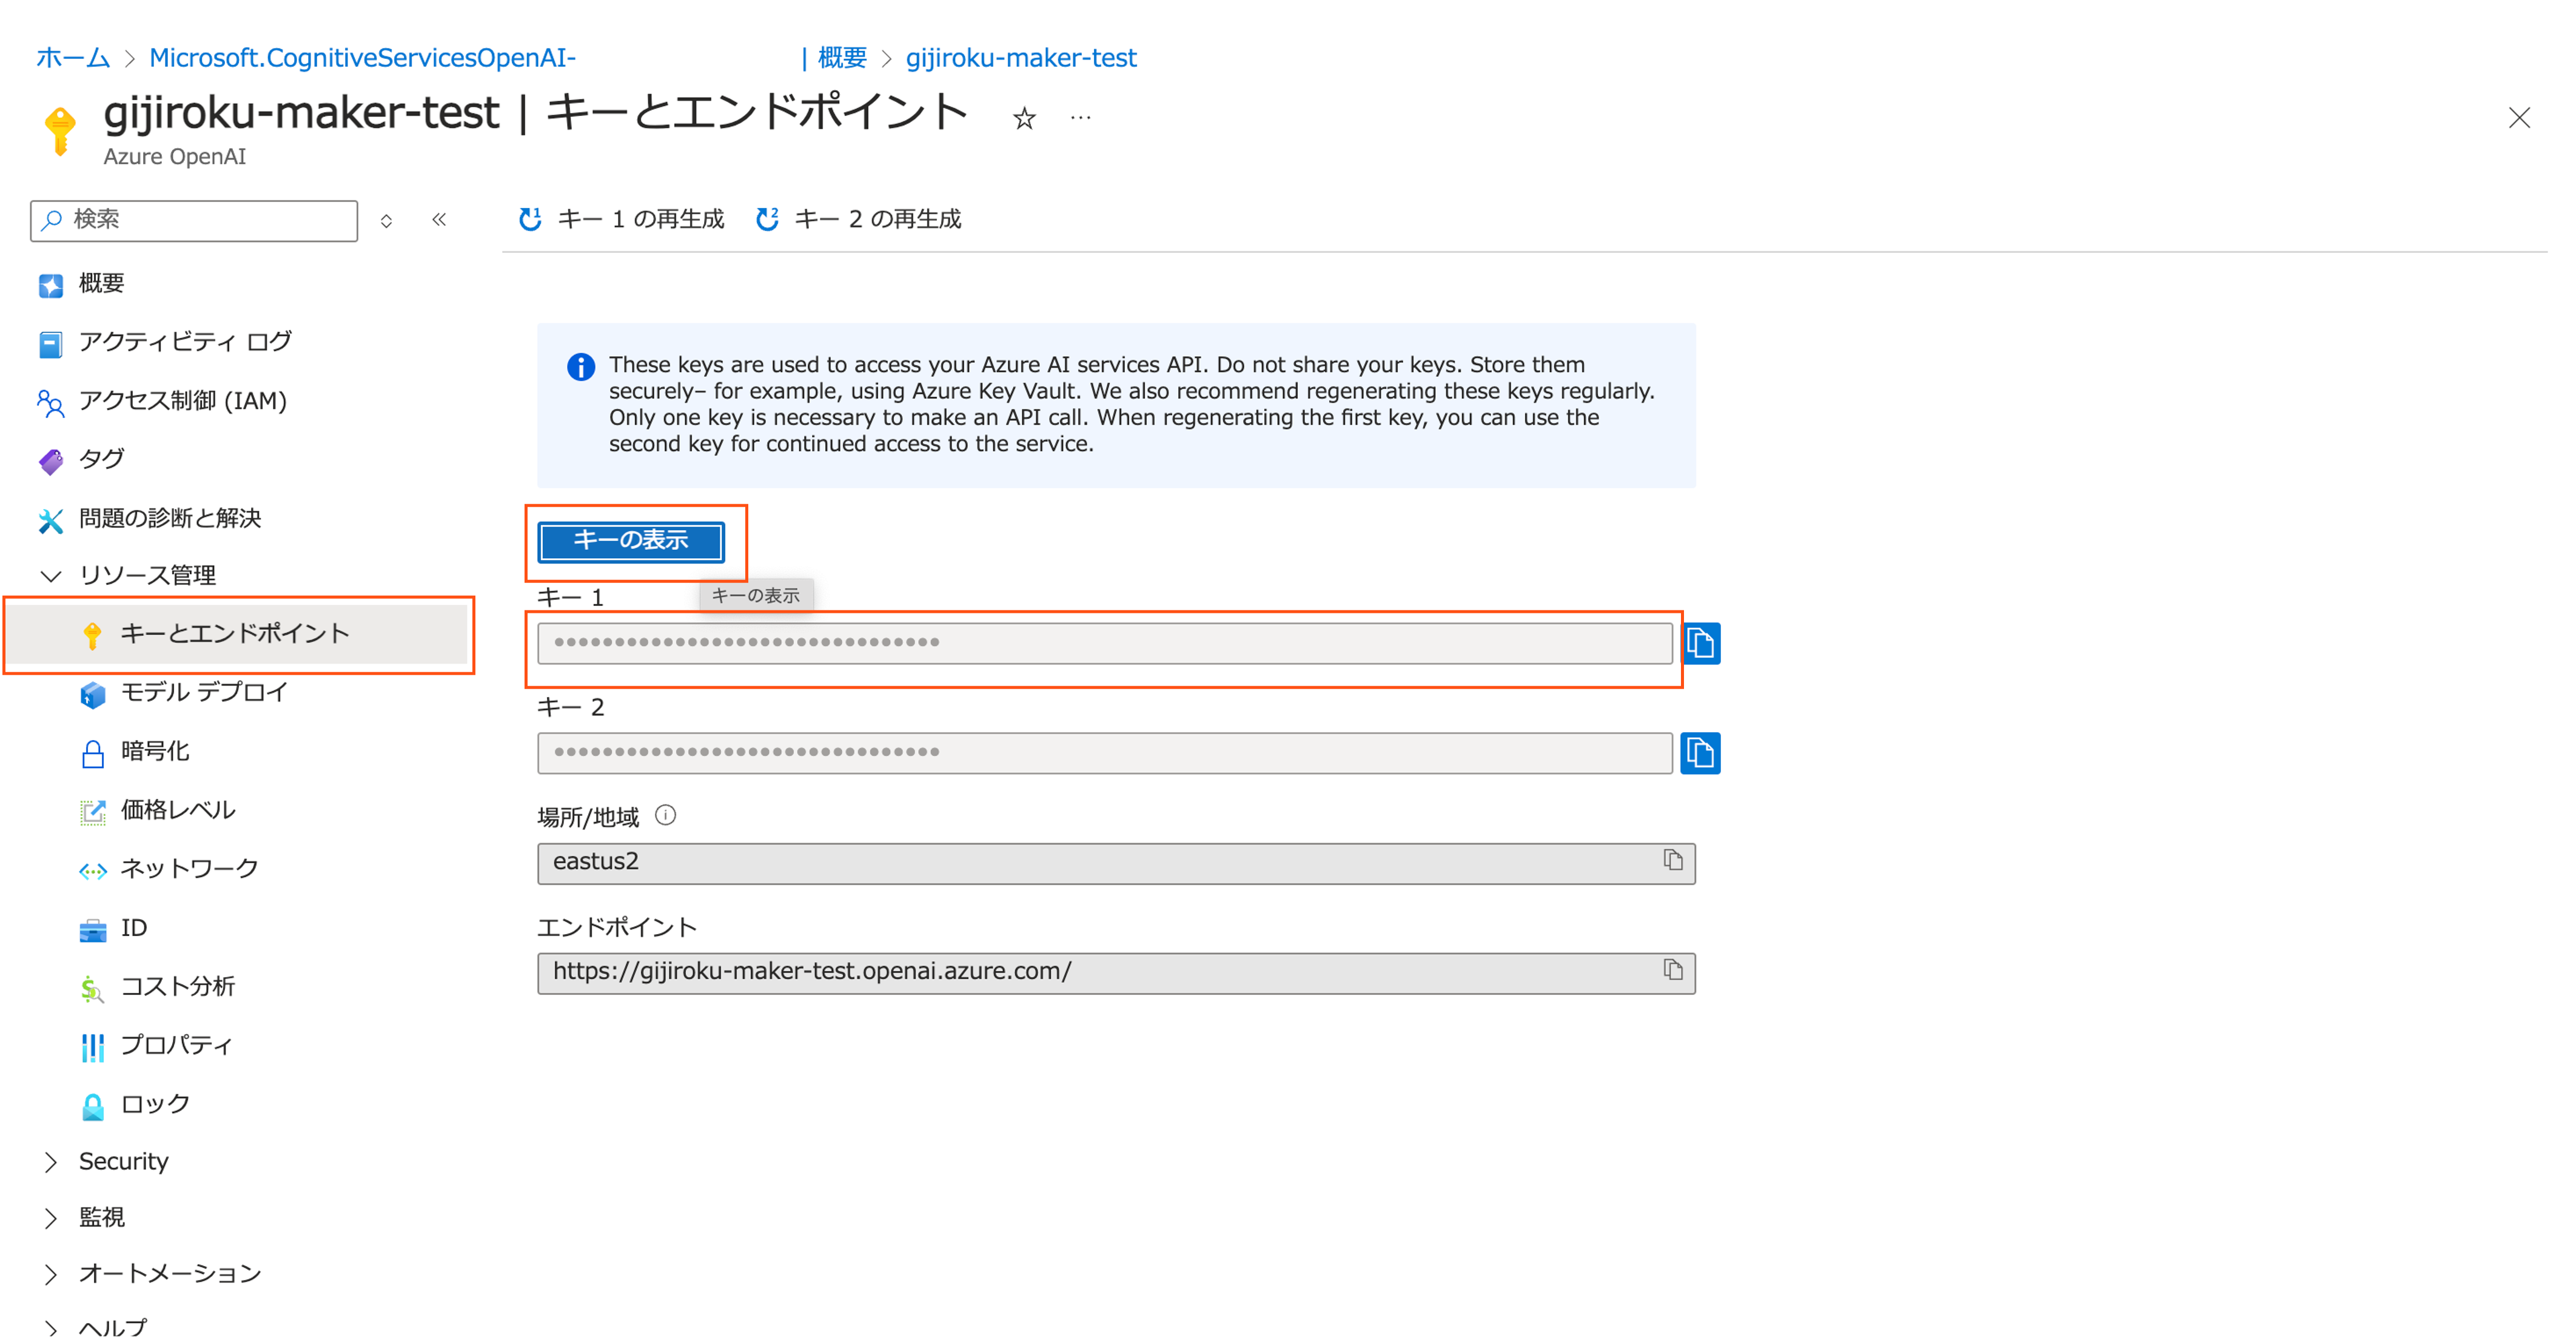 ホーム > Microsoft.CognitiveServicesOpenAI- | 概要 > gijiroku-maker-test
gijiroku-maker-test | キーとエンドポイント ☆ …
Azure OpenAI
検索
キー 1 の再生成 キー 2 の再生成
概要
アクティビティ ログ
アクセス制御 (IAM)
タグ
問題の診断と解決
リソース管理
キーとエンドポイント
モデル デプロイ
暗号化
価格レベル
ネットワーク
ID
コスト分析
プロパティ
ロック
Security
監視
オートメーション
ヘルプ
These keys are used to access your Azure AI services API. Do not share your keys. Store them
securely– for example, using Azure Key Vault. We also recommend regenerating these keys regularly.
Only one key is necessary to make an API call. When regenerating the first key, you can use the
second key for continued access to the service.
キーの表示
キー 1
キーの表示
••••••••••••••••••••••••••••••••
キー 2
••••••••••••••••••••••••••••••••
場所/地域
eastus2
エンドポイント
https://gijiroku-maker-test.openai.azure.com/